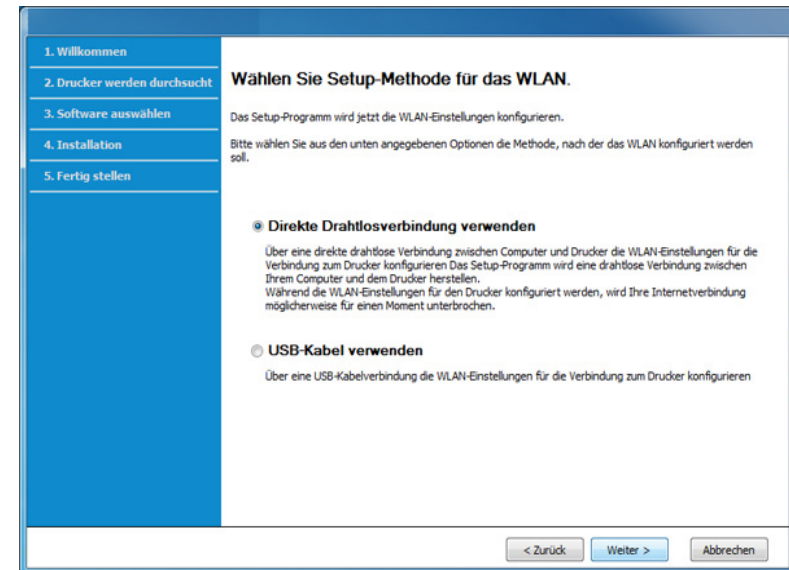 1. Willkommen
2. Drucker werden durchsucht
3. Software auswählen
4. Installation
5. Fertig stellen
Wählen Sie Setup-Methode für das WLAN.
Das Setup-Programm wird jetzt die WLAN-Einstellungen konfigurieren.
Bitte wählen Sie aus den unten angegebenen Optionen die Methode, nach der das WLAN konfiguriert werden
soll.
Direkte Drahtlosverbindung verwenden
Über eine direkte drahtlose Verbindung zwischen Computer und Drucker die WLAN-Einstellungen für die
Verbindung zum Drucker konfigurieren Das Setup-Programm wird eine drahtlose Verbindung zwischen
Ihrem Computer und dem Drucker herstellen.
Während die WLAN-Einstellungen für den Drucker konfiguriert werden, wird Ihre Internetverbindung
möglicherweise für einen Moment unterbrochen.
USB-Kabel verwenden
Über eine USB-Kabelverbindung die WLAN-Einstellungen für die Verbindung zum Drucker konfigurieren
< Zurück Weiter > Abbrechen